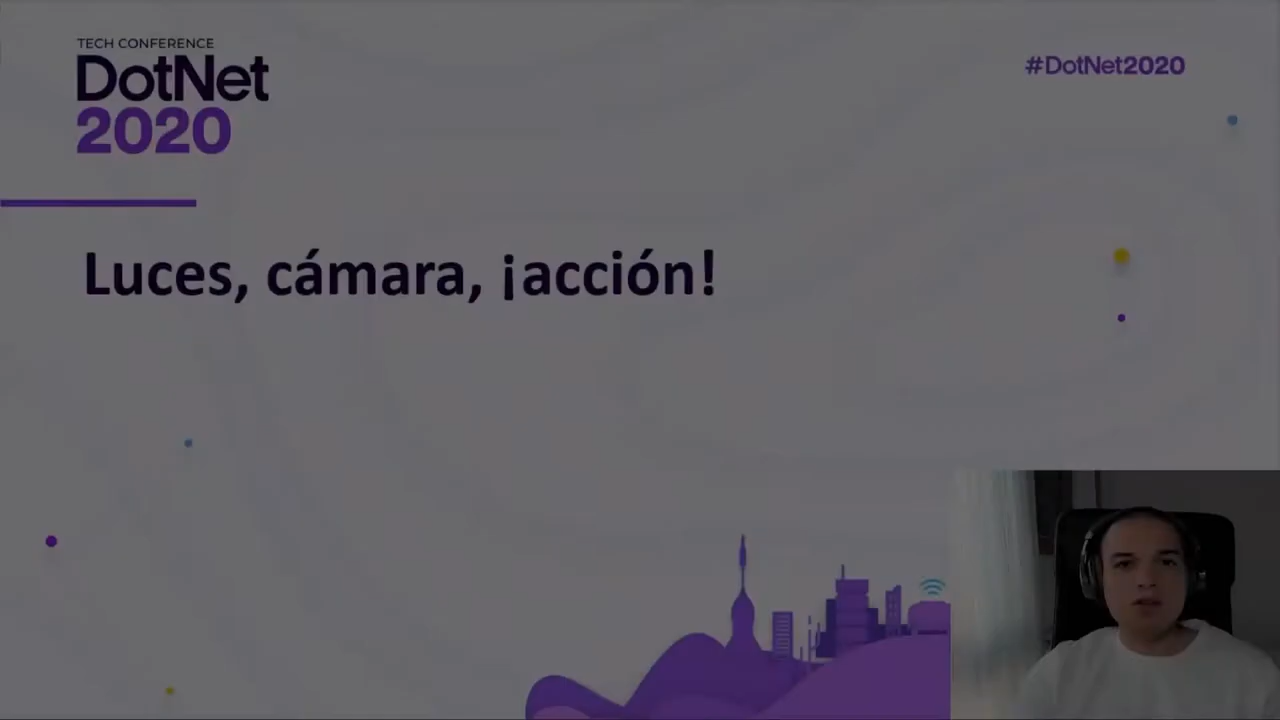 TECH CONFERENCE
DotNet
2020
#DotNet2020
Luces, cámara, ¡acción!